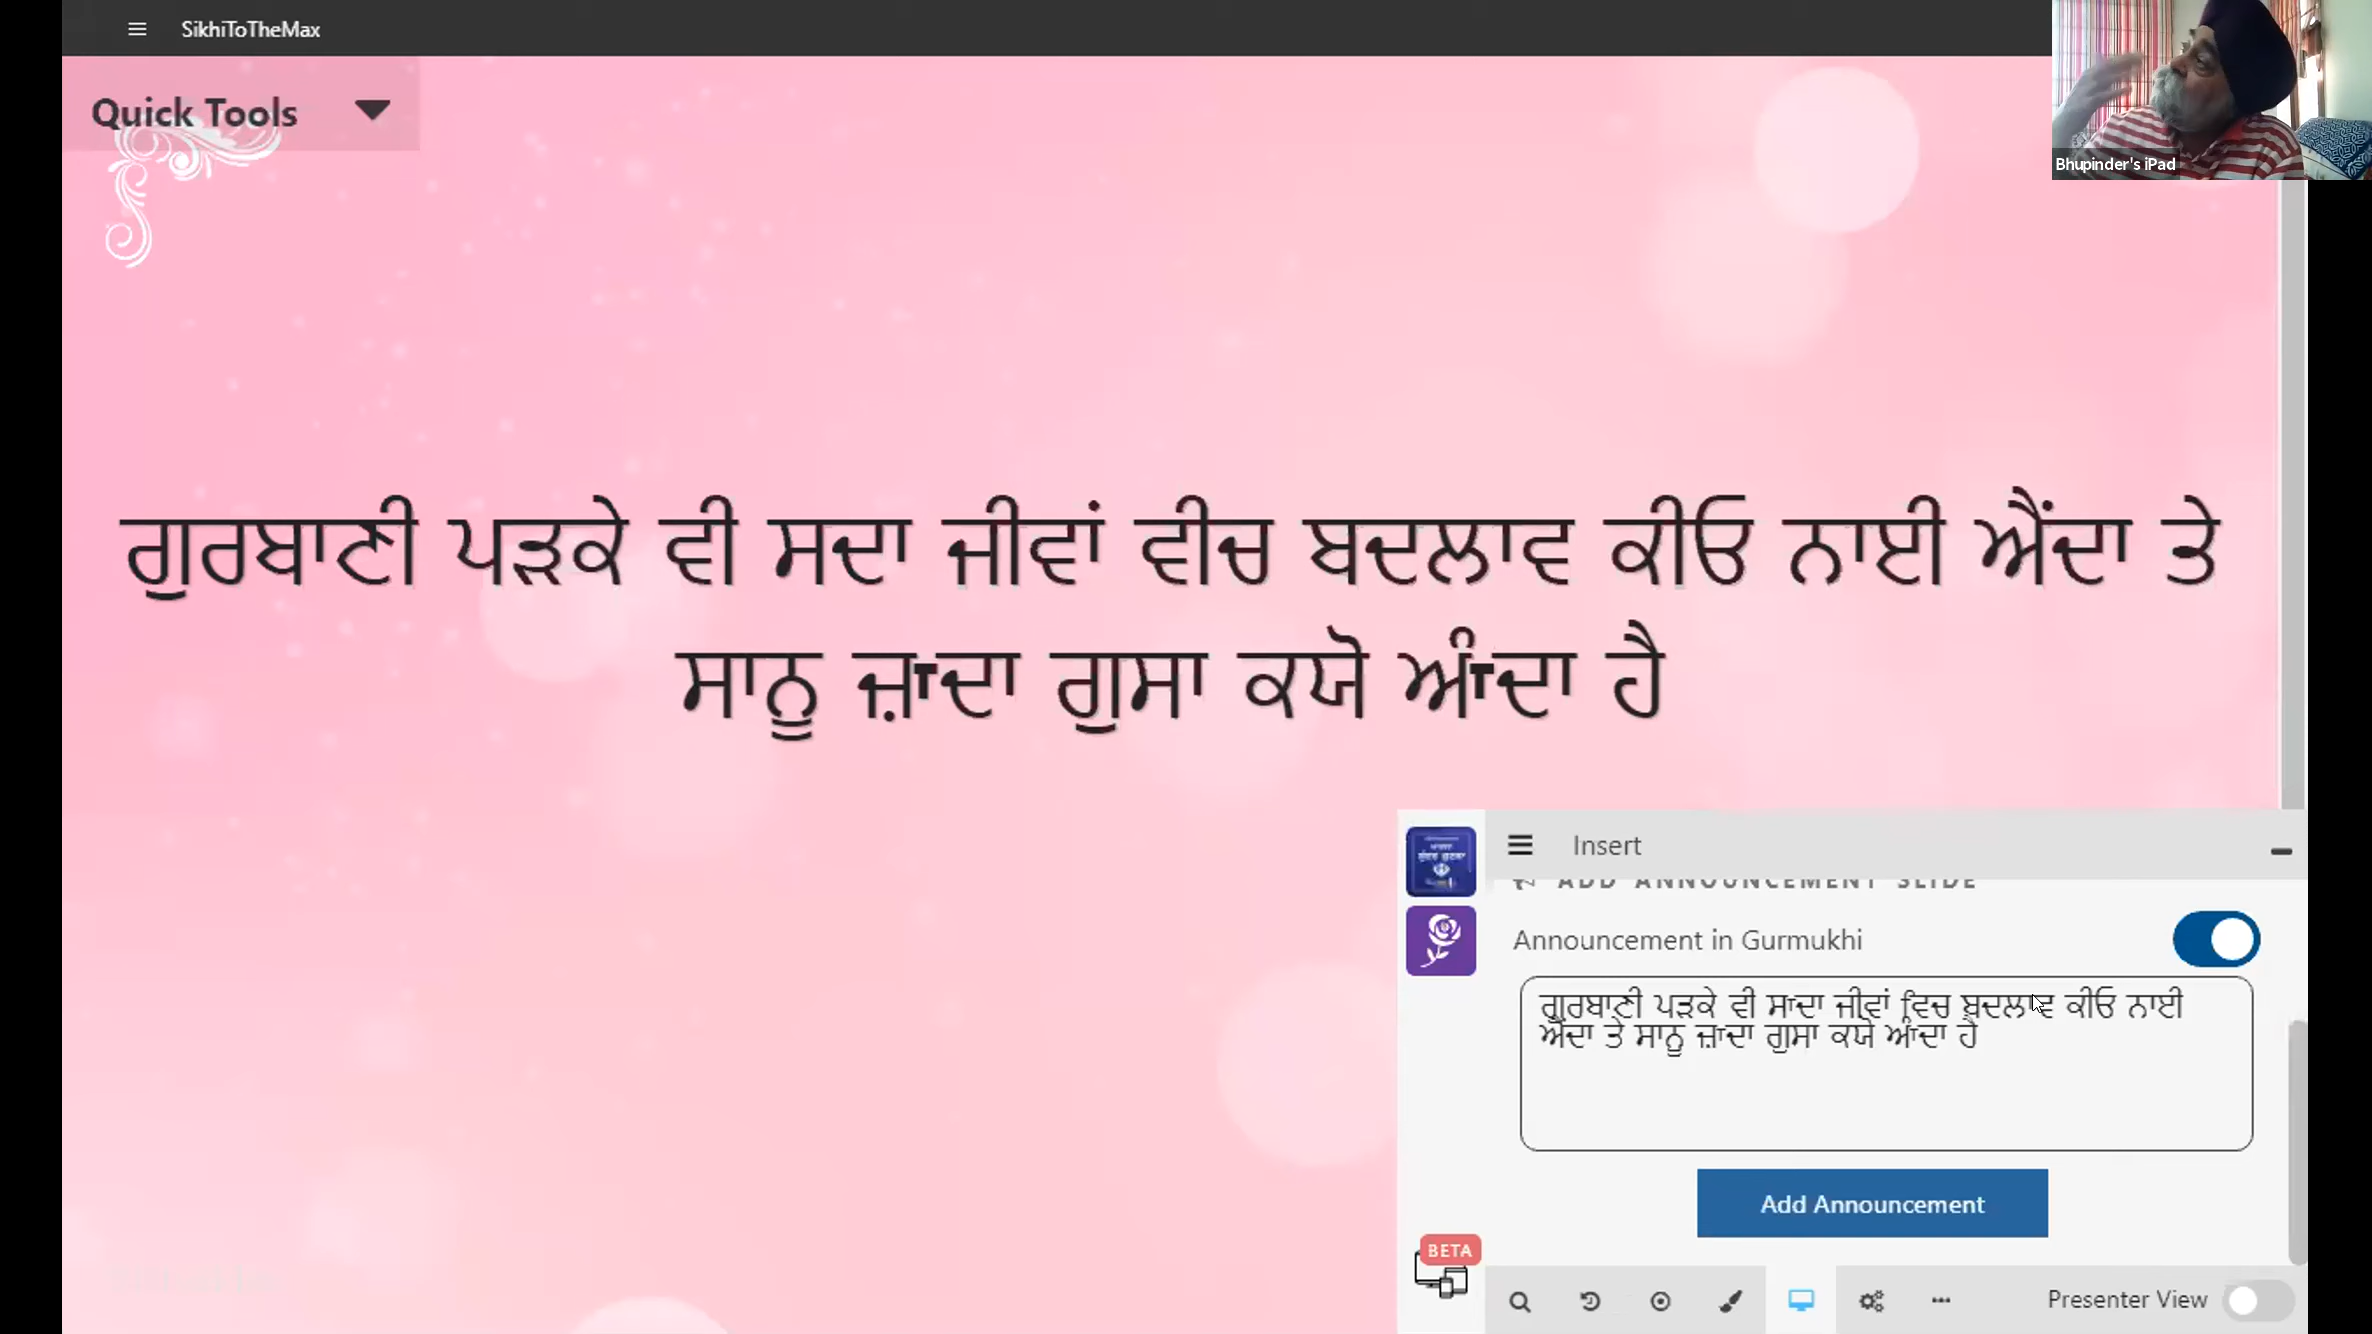 SikhiToTheMax
Quick Tools
Bhupinder's iPad
ਗੁਰਬਾਣੀ ਪੜਕੇ ਵੀ ਸਦਾ ਜੀਵਾਂ ਵੀਚ ਬਦਲਾਵ ਕੀਓ ਨਾਈ ਐਂਦਾ ਤੇ
ਸਾਨੂ ਜ਼ਾਦਾ ਗੁਸਾ ਕਯੋ ਆਂਦਾ ਹੈ
Insert
ADD ANNOUNCEMENT SLIDE
Announcement in Gurmukhi
ਗੁਰਬਾਣੀ ਪੜਕੇ ਵੀ ਸਾਦਾ ਜੀਵਾਂ ਵਿਚ ਬਦਲਾਵ ਕੀਓ ਨਾਈ
ਐਂਦਾ ਤੇ ਸਾਨੂ ਜ਼ਾਦਾ ਗੁਸਾ ਕਯੋ ਆਂਦਾ ਹੈ
Add Announcement
BETA
Presenter View